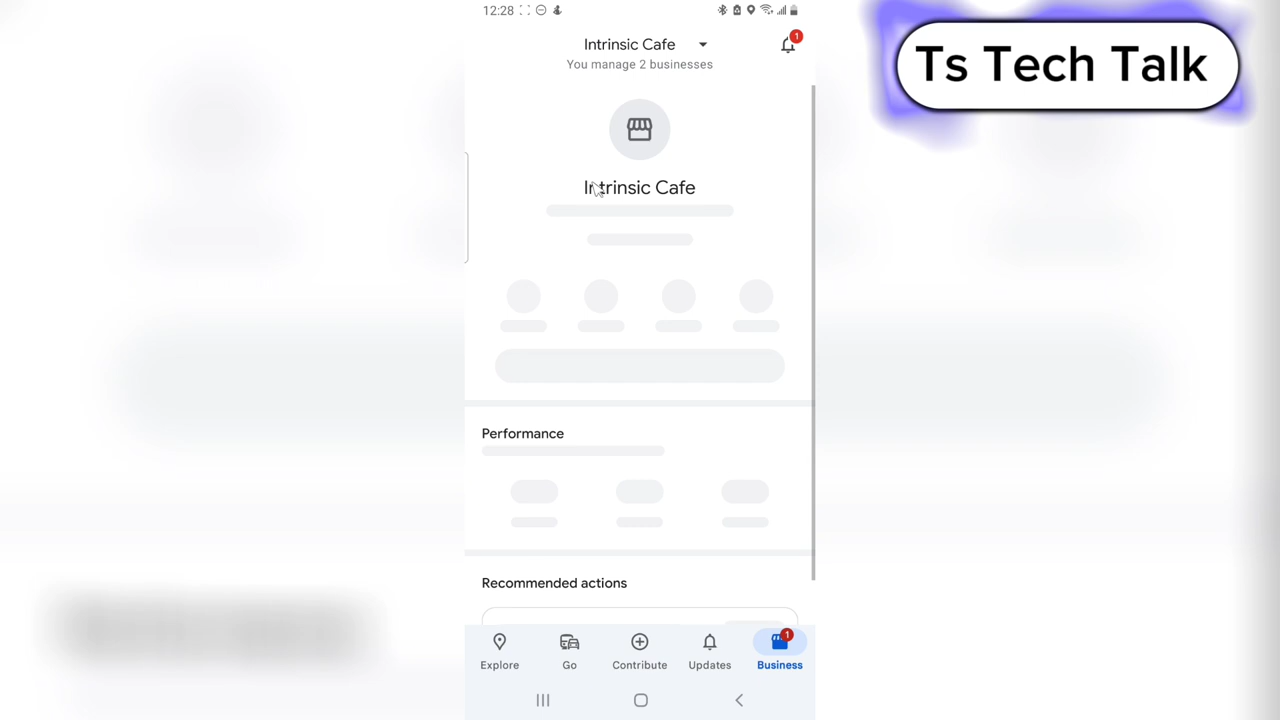 12:28
Intrinsic Cafe
1
You manage 2 businesses
Ts Tech Talk
Intrinsic Cafe
Performance
Recommended actions
1
Explore
Go
Contribute
Updates
Business